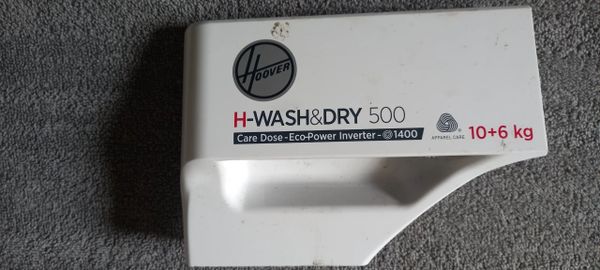 HOOVER
H-WASH&DRY 500
Care Dose-Eco-Power Inverter- 1400
APPAREL CARE
10+6 kg